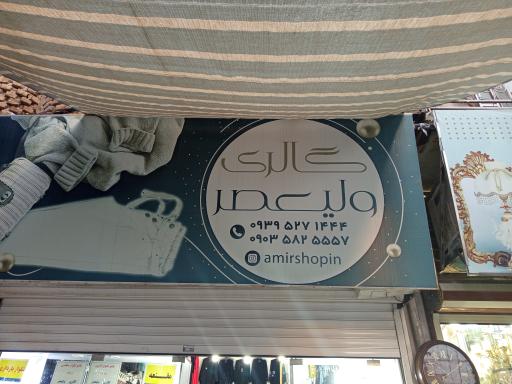 گالری
ولیعصر
۰۹۳۹ ۵۲۷ ۱۴۴۴
۰۹۰۳ ۵۸۲ ۵۵۵۷
amirshopin